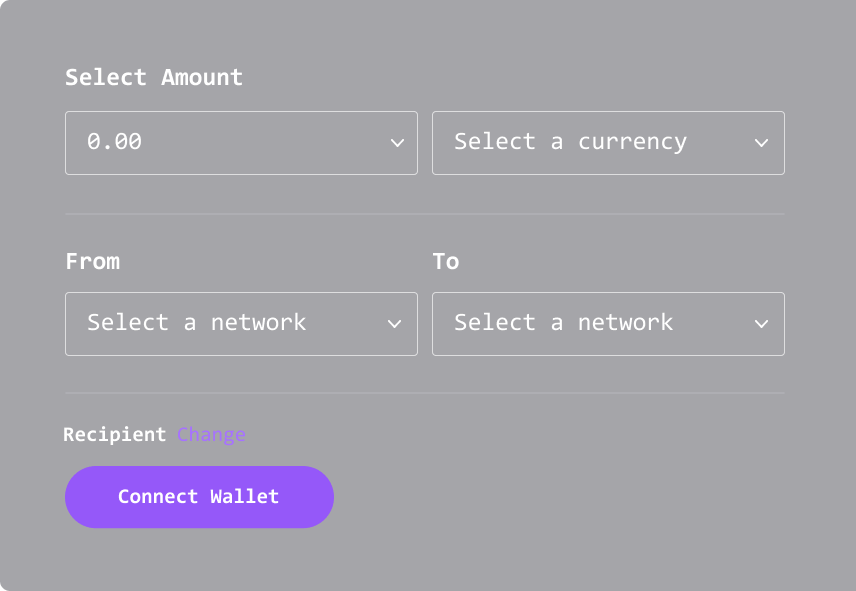 Select Amount
0.00 Select a currency
From To
Select a network Select a network
Recipient Change
Connect Wallet